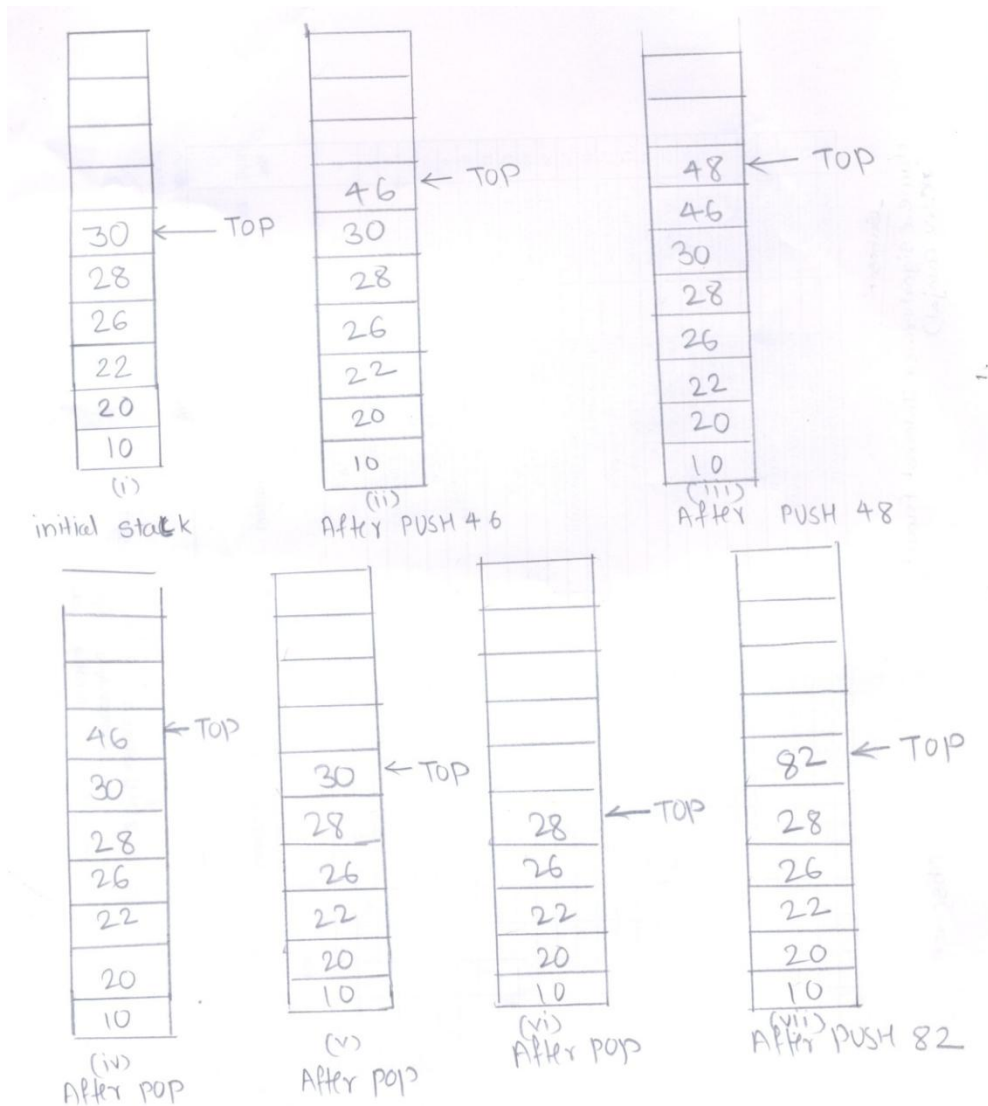 30 ← TOP
28
26
22
20
10
(i)
initial stack
46 ← TOP
30
28
26
22
20
10
(ii)
After PUSH 46
48 ← TOP
46
30
28
26
22
20
10
(iii)
After PUSH 48
46 ← TOP
30
28
26
22
20
10
(iv)
After POP
30 ← TOP
28
26
22
20
10
(v)
After POP
28 ← TOP
26
22
20
10
(vi)
After POP
82 ← TOP
28
26
22
20
10
(vii)
After PUSH 82